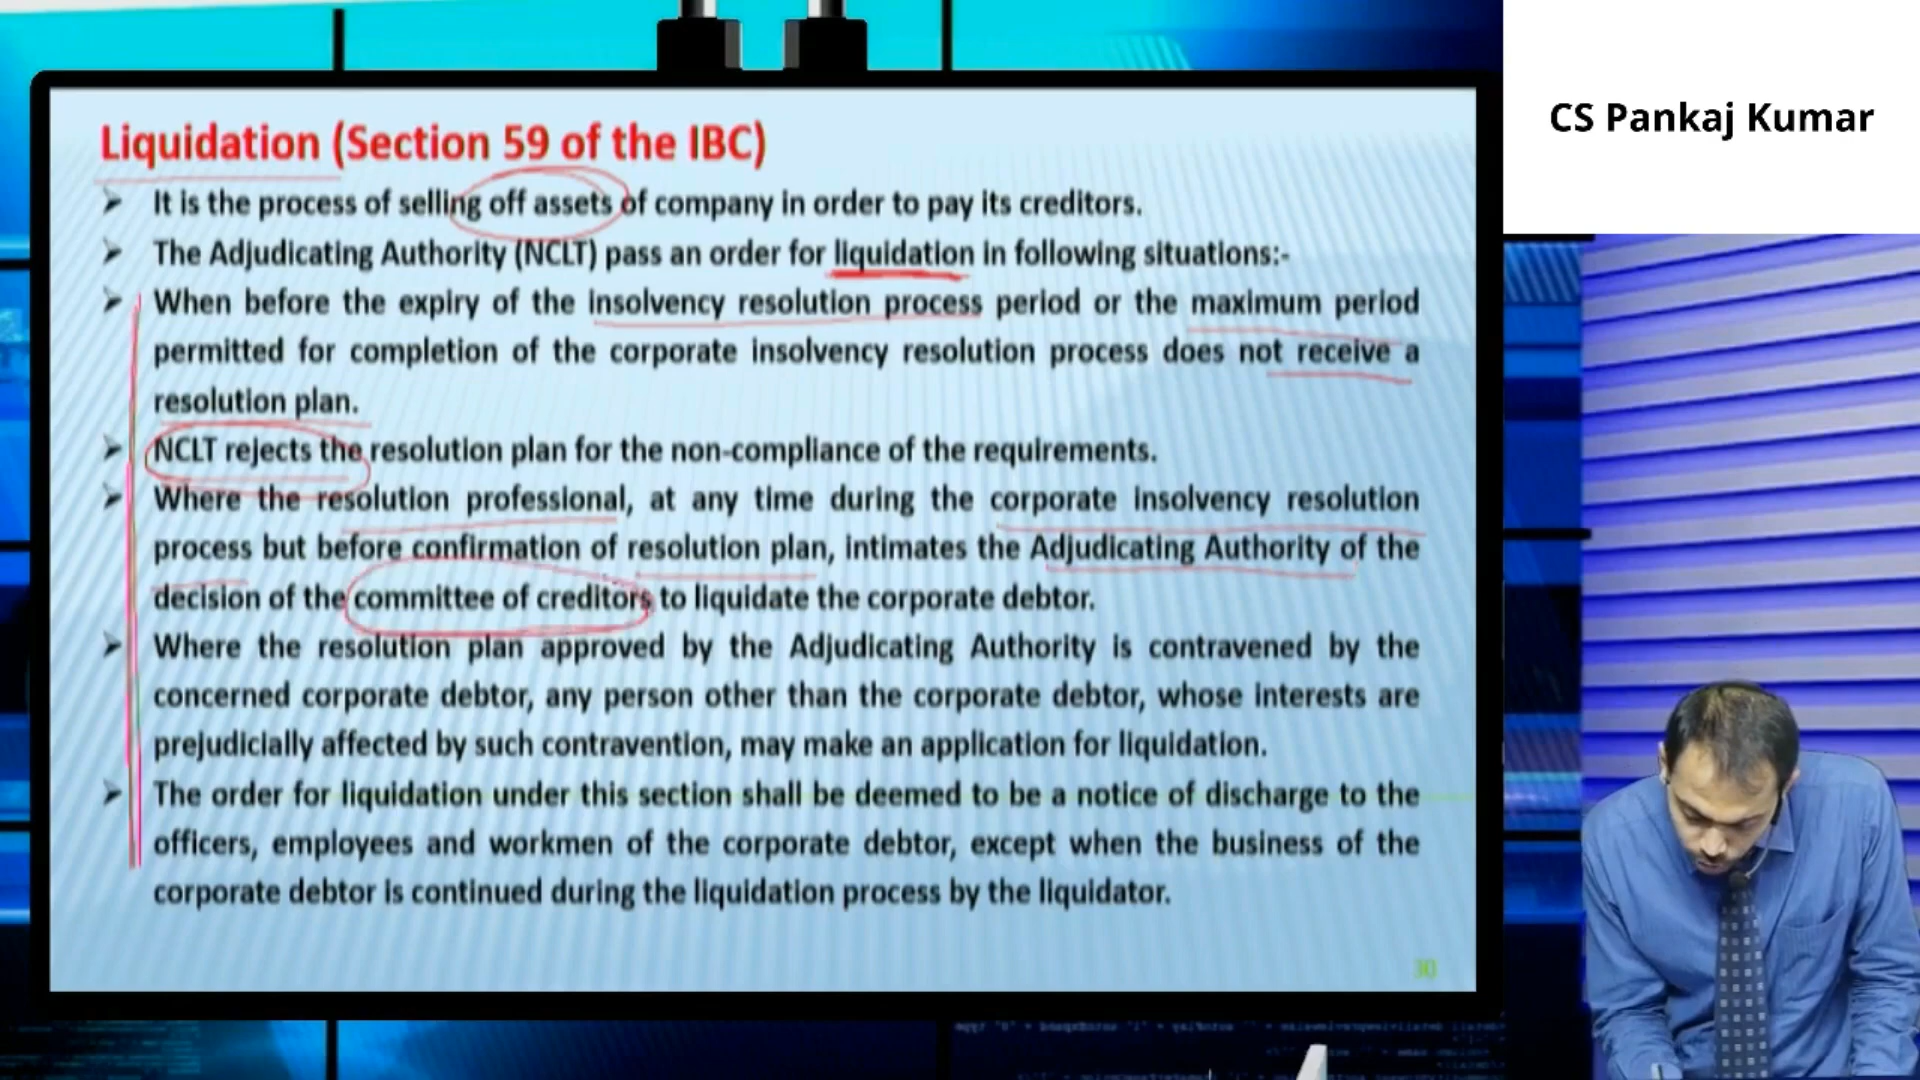 Liquidation (Section 59 of the IBC)
➢ It is the process of selling off assets of company in order to pay its creditors.
➢ The Adjudicating Authority (NCLT) pass an order for liquidation in following situations:-
➢ When before the expiry of the insolvency resolution process period or the maximum period
permitted for completion of the corporate insolvency resolution process does not receive a
resolution plan.
➢ NCLT rejects the resolution plan for the non-compliance of the requirements.
➢ Where the resolution professional, at any time during the corporate insolvency resolution
process but before confirmation of resolution plan, intimates the Adjudicating Authority of the
decision of the committee of creditors to liquidate the corporate debtor.
➢ Where the resolution plan approved by the Adjudicating Authority is contravened by the
concerned corporate debtor, any person other than the corporate debtor, whose interests are
prejudicially affected by such contravention, may make an application for liquidation.
➢ The order for liquidation under this section shall be deemed to be a notice of discharge to the
officers, employees and workmen of the corporate debtor, except when the business of the
corporate debtor is continued during the liquidation process by the liquidator.
30
CS Pankaj Kumar